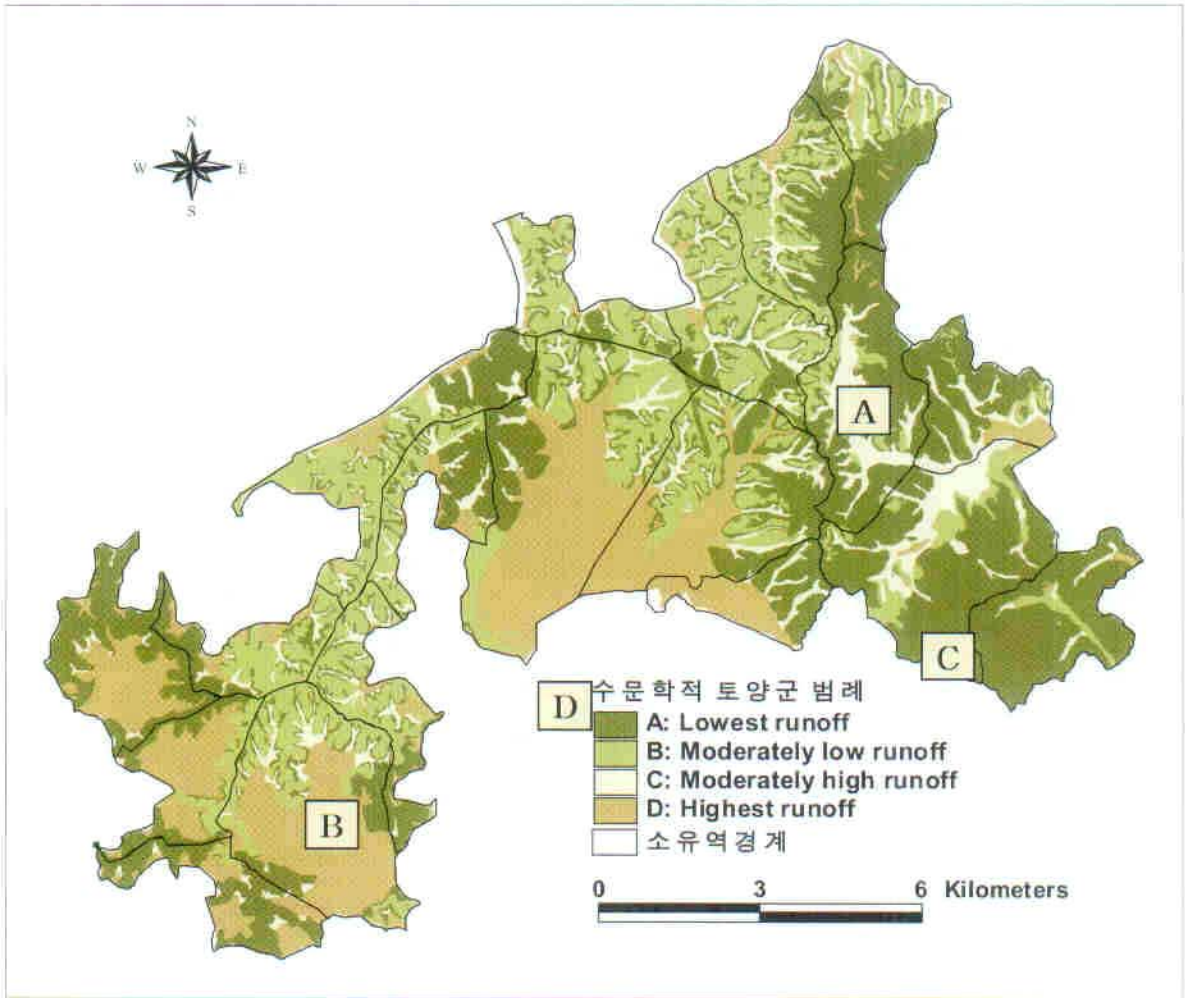 N
W E
S
A
C
B
D
수문학적 토양군 범례
A: Lowest runoff
B: Moderately low runoff
C: Moderately high runoff
D: Highest runoff
소유역경계
0 3 6 Kilometers